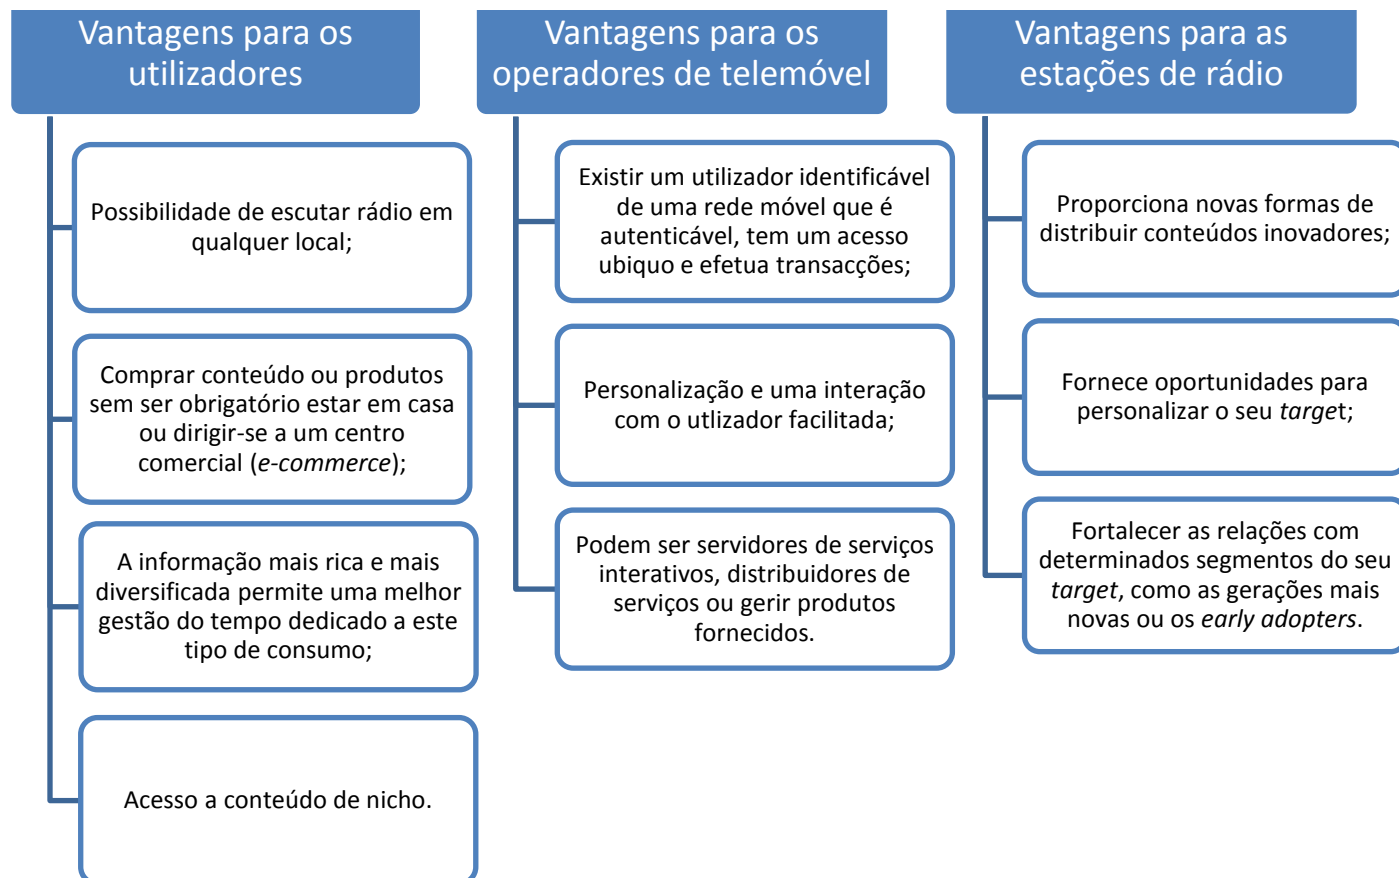 Vantagens para os
utilizadores
Possibilidade de escutar rádio em
qualquer local;
Comprar conteúdo ou produtos
sem ser obrigatório estar em casa
ou dirigir-se a um centro
comercial (e-commerce);
A informação mais rica e mais
diversificada permite uma melhor
gestão do tempo dedicado a este
tipo de consumo;
Acesso a conteúdo de nicho.
Vantagens para os
operadores de telemóvel
Existir um utilizador identificável
de uma rede móvel que é
autenticável, tem um acesso
ubiquo e efetua transacções;
Personalização e uma interação
com o utlizador facilitada;
Podem ser servidores de serviços
interativos, distribuidores de
serviços ou gerir produtos
fornecidos.
Vantagens para as
estações de rádio
Proporciona novas formas de
distribuir conteúdos inovadores;
Fornece oportunidades para
personalizar o seu target;
Fortalecer as relações com
determinados segmentos do seu
target, como as gerações mais
novas ou os early adopters.